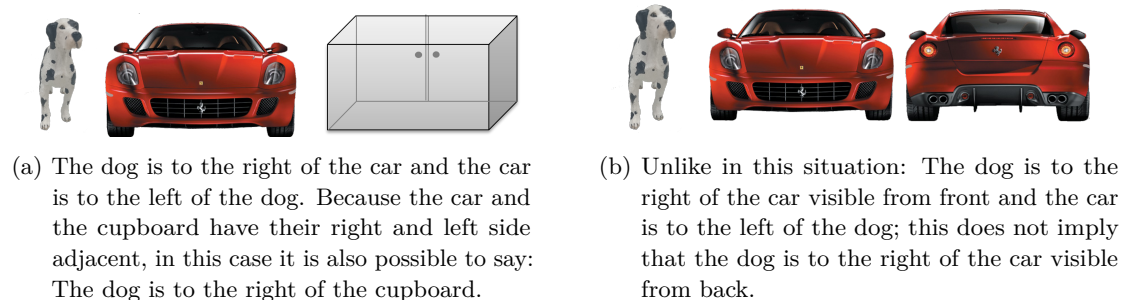 (a) The dog is to the right of the car and the car
is to the left of the dog. Because the car and
the cupboard have their right and left side
adjacent, in this case it is also possible to say:
The dog is to the right of the cupboard.
(b) Unlike in this situation: The dog is to the
right of the car visible from front and the car
is to the left of the dog; this does not imply
that the dog is to the right of the car visible
from back.